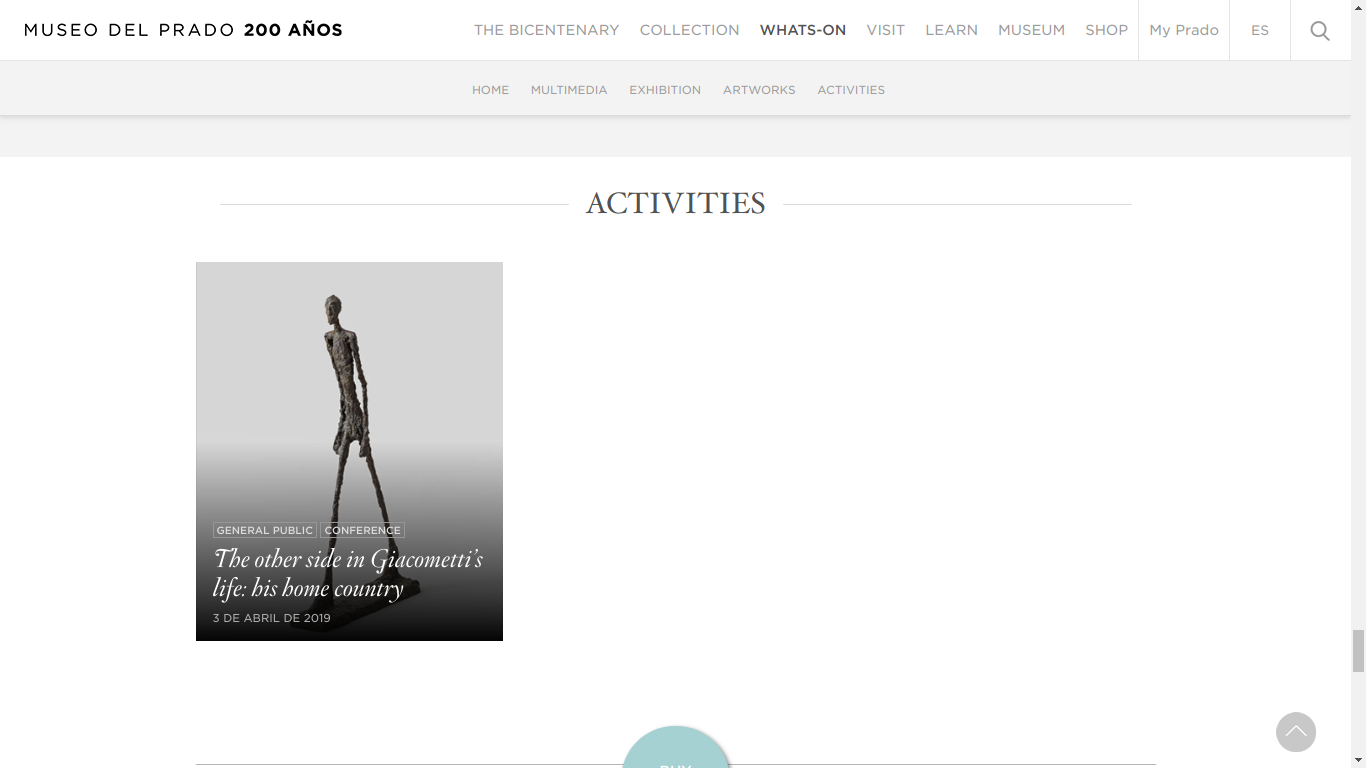 MUSEO DEL PRADO 200 AÑOS
THE BICENTENARY COLLECTION WHATS-ON VISIT LEARN MUSEUM SHOP My Prado ES
HOME MULTIMEDIA EXHIBITION ARTWORKS ACTIVITIES
ACTIVITIES
GENERAL PUBLIC CONFERENCE
The other side in Giacometti's
life: his home country
3 DE ABRIL DE 2019
BUY